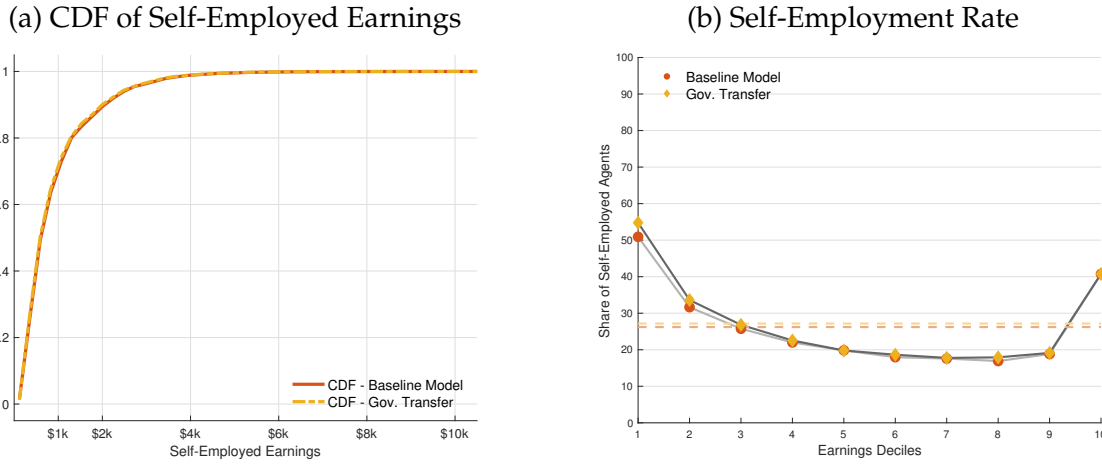 (a) CDF of Self-Employed Earnings
1
.8
.6
.4
.2
0
CDF - Baseline Model
CDF - Gov. Transfer
$1k $2k $4k $6k $8k $10k
Self-Employed Earnings
(b) Self-Employment Rate
100
90
80
70
60
50
40
30
20
10
0
Share of Self-Employed Agents
Baseline Model
Gov. Transfer
1 2 3 4 5 6 7 8 9 10
Earnings Deciles